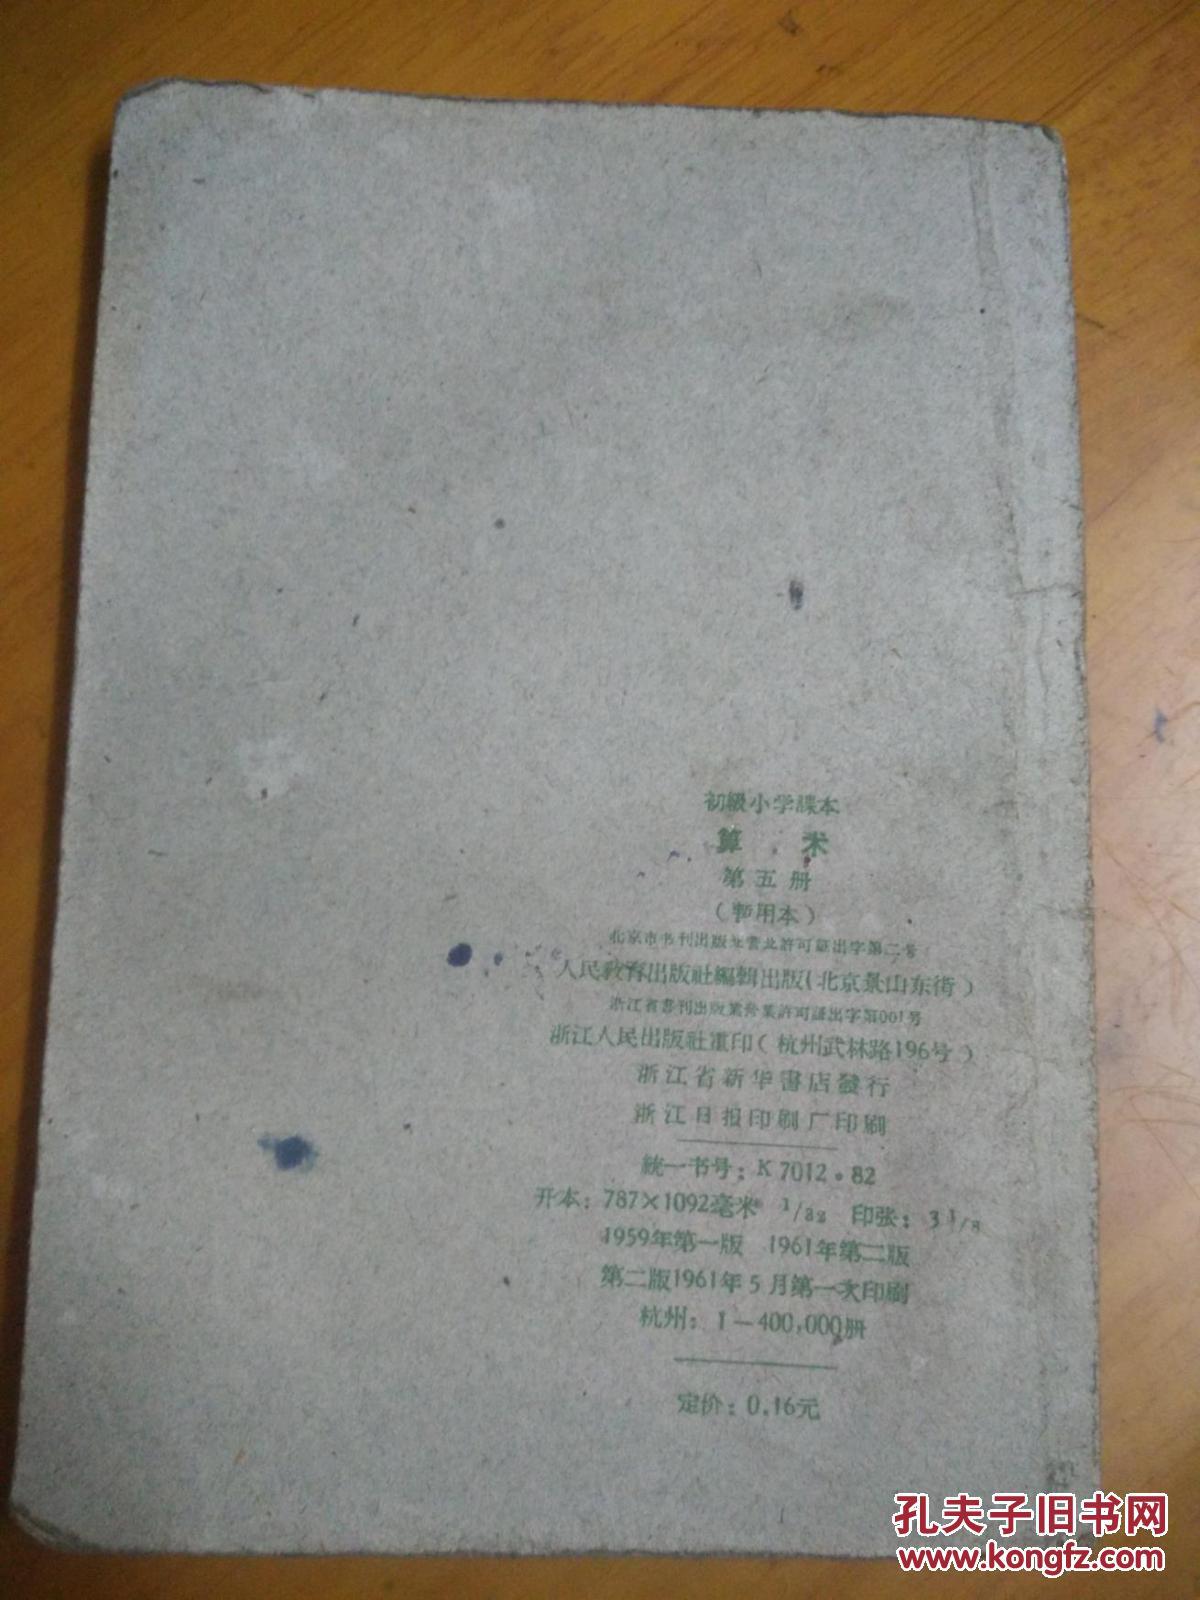 初級小学課本
算术
第五册
(暫用本)
北京市书刊出版业营业許可証出字第二号
人民教育出版社編輯出版(北京景山东街)
浙江省書刊出版業营業許可証出字第001号
浙江人民出版社重印(杭州武林路196号)
浙江省新华書店發行
浙江日报印刷厂印刷
統一书号:K7012·82
开本:787×1092毫米 1/32 印张:3 1/8
1959年第一版 1961年第二版
第二版1961年5月第一次印刷
杭州:1—400,000册
定价:0.16元
孔夫子旧书网
www.kongfz.com